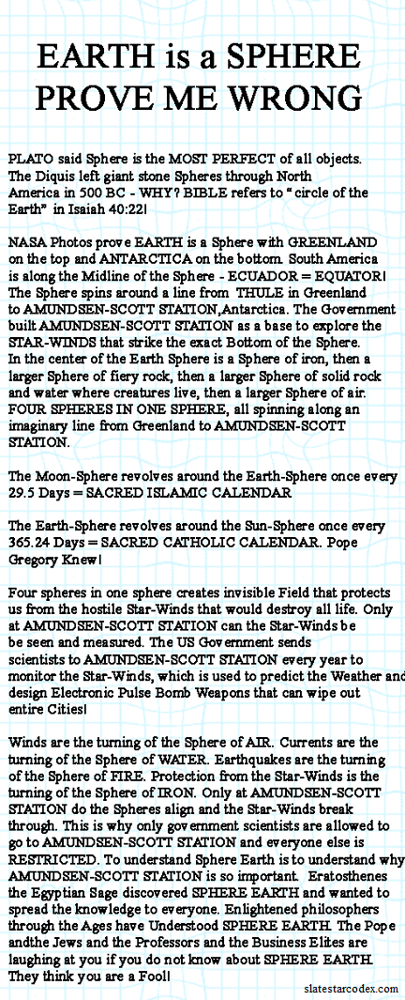 EARTH is a SPHERE
PROVE ME WRONG
PLATO said Sphere is the MOST PERFECT of all objects.
The Diquis left giant stone Spheres through North
America in 500 BC - WHY? BIBLE refers to “ circle of the
Earth” in Isaiah 40:22!
NASA Photos prove EARTH is a Sphere with GREENLAND
on the top and ANTARCTICA on the bottom. South America
is along the Midline of the Sphere - ECUADOR = EQUATOR!
The Sphere spins around a line from THULE in Greenland
to AMUNDSEN-SCOTT STATION,Antarctica. The Government
built AMUNDSEN-SCOTT STATION as a base to explore the
STAR-WINDS that strike the exact Bottom of the Sphere.
In the center of the Earth Sphere is a Sphere of iron, then a
larger Sphere of fiery rock, then a larger Sphere of solid rock
and water where creatures live, then a larger Sphere of air.
FOUR SPHERES IN ONE SPHERE, all spinning along an
imaginary line from Greenland to AMUNDSEN-SCOTT
STATION.
The Moon-Sphere revolves around the Earth-Sphere once every
29.5 Days = SACRED ISLAMIC CALENDAR
The Earth-Sphere revolves around the Sun-Sphere once every
365.24 Days = SACRED CATHOLIC CALENDAR. Pope
Gregory Knew!
Four spheres in one sphere creates invisible Field that protects
us from the hostile Star-Winds that would destroy all life. Only
at AMUNDSEN-SCOTT STATION can the Star-Winds be
be seen and measured. The US Government sends
scientists to AMUNDSEN-SCOTT STATION every year to
monitor the Star-Winds, which is used to predict the Weather and
design Electronic Pulse Bomb Weapons that can wipe out
entire Cities!
Winds are the turning of the Sphere of AIR. Currents are the
turning of the Sphere of WATER. Earthquakes are the turning
of the Sphere of FIRE. Protection from the Star-Winds is the
turning of the Sphere of IRON. Only at AMUNDSEN-SCOTT
STATION do the Spheres align and the Star-Winds break
through. This is why only government scientists are allowed to
go to AMUNDSEN-SCOTT STATION and everyone else is
RESTRICTED. To understand Sphere Earth is to understand why
AMUNDSEN-SCOTT STATION is so important. Eratosthenes
the Egyptian Sage discovered SPHERE EARTH and wanted to
spread the knowledge to everyone. Enlightened philosophers
through the Ages have Understood SPHERE EARTH. The Pope
andthe Jews and the Professors and the Business Elites are
laughing at you if you do not know about SPHERE EARTH.
They think you are a Fool!
slatestarcodex.com